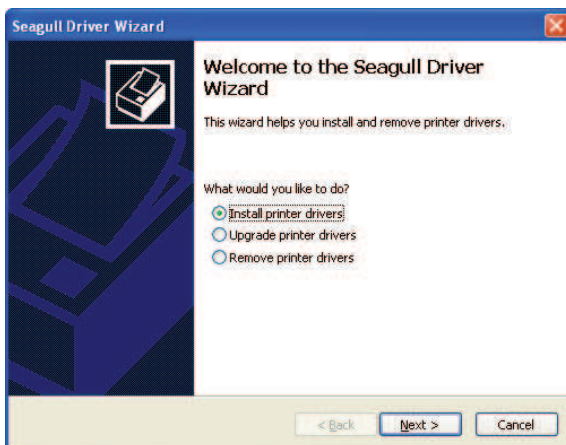 Seagull Driver Wizard
Welcome to the Seagull Driver
Wizard
This wizard helps you install and remove printer drivers.
What would you like to do?
Install printer drivers
Upgrade printer drivers
Remove printer drivers
< Back
Next >
Cancel